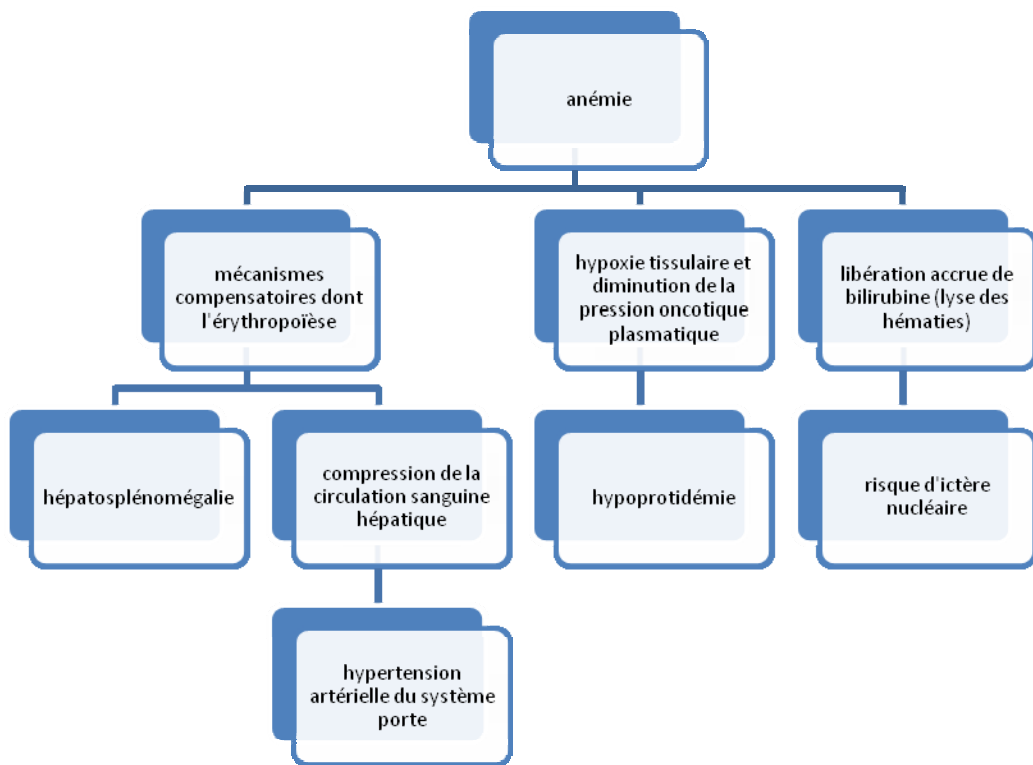 anémie
mécanismes
compensatoires dont
l'érythropoïèse
hypoxie tissulaire et
diminution de la
pression oncotique
plasmatique
libération accrue de
bilirubine (lyse des
hématies)
hépatosplénomégalie
compression de la
circulation sanguine
hépatique
hypoprotidémie
risque d'ictère
nucléaire
hypertension
artérielle du système
porte